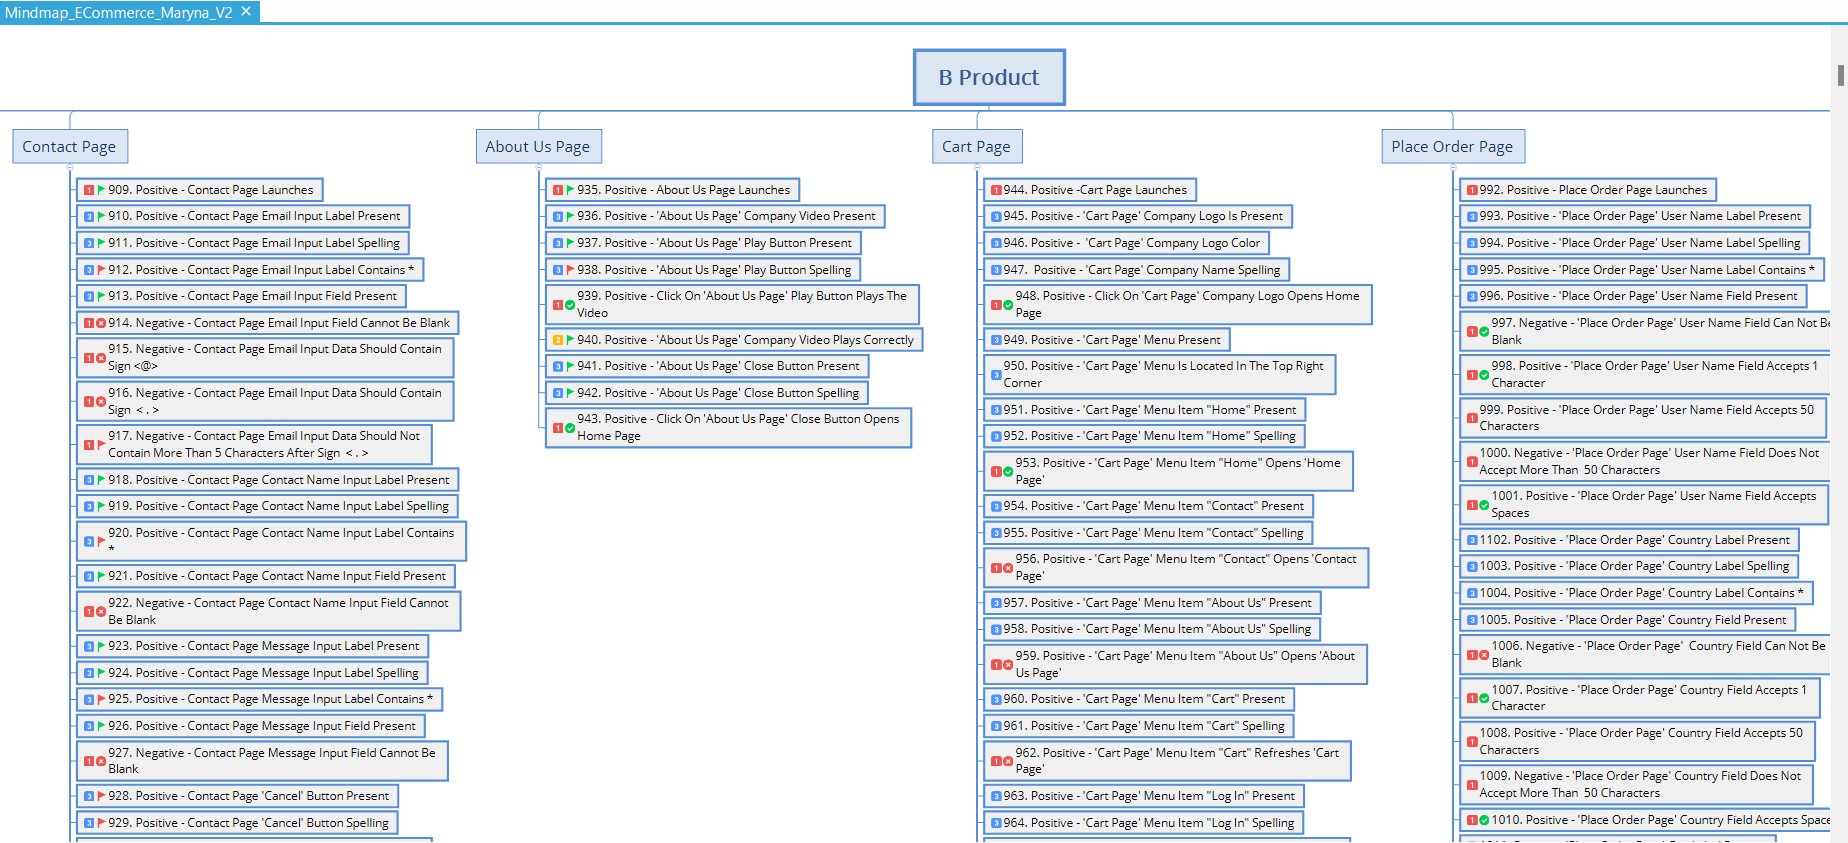 Mindmap_ECommerce_Maryna_V2
B Product
Contact Page
909. Positive - Contact Page Launches
910. Positive - Contact Page Email Input Label Present
911. Positive - Contact Page Email Input Label Spelling
912. Positive - Contact Page Email Input Label Contains *
913. Positive - Contact Page Email Input Field Present
914. Negative - Contact Page Email Input Field Cannot Be Blank
915. Negative - Contact Page Email Input Data Should Contain
Sign <@>
916. Negative - Contact Page Email Input Data Should Contain
Sign < . >
917. Negative - Contact Page Email Input Data Should Not
Contain More Than 5 Characters After Sign < . >
918. Positive - Contact Page Contact Name Input Label Present
919. Positive - Contact Page Contact Name Input Label Spelling
920. Positive - Contact Page Contact Name Input Label Contains
*
921. Positive - Contact Page Contact Name Input Field Present
922. Negative - Contact Page Contact Name Input Field Cannot
Be Blank
923. Positive - Contact Page Message Input Label Present
924. Positive - Contact Page Message Input Label Spelling
925. Positive - Contact Page Message Input Label Contains *
926. Positive - Contact Page Message Input Field Present
927. Negative - Contact Page Message Input Field Cannot Be
Blank
928. Positive - Contact Page 'Cancel' Button Present
929. Positive - Contact Page 'Cancel' Button Spelling
About Us Page
935. Positive - About Us Page Launches
936. Positive - 'About Us Page' Company Video Present
937. Positive - 'About Us Page' Play Button Present
938. Positive - 'About Us Page' Play Button Spelling
939. Positive - Click On 'About Us Page' Play Button Plays The
Video
940. Positive - 'About Us Page' Company Video Plays Correctly
941. Positive - 'About Us Page' Close Button Present
942. Positive - 'About Us Page' Close Button Spelling
943. Positive - Click On 'About Us Page' Close Button Opens
Home Page
Cart Page
944. Positive -Cart Page Launches
945. Positive - 'Cart Page' Company Logo Is Present
946. Positive - 'Cart Page' Company Logo Color
947. Positive - 'Cart Page' Company Name Spelling
948. Positive - Click On 'Cart Page' Company Logo Opens Home
Page
949. Positive - 'Cart Page' Menu Present
950. Positive - 'Cart Page' Menu Is Located In The Top Right
Corner
951. Positive - 'Cart Page' Menu Item "Home" Present
952. Positive - 'Cart Page' Menu Item "Home" Spelling
953. Positive - 'Cart Page' Menu Item "Home" Opens 'Home
Page'
954. Positive - 'Cart Page' Menu Item "Contact" Present
955. Positive - 'Cart Page' Menu Item "Contact" Spelling
956. Positive - 'Cart Page' Menu Item "Contact" Opens 'Contact
Page'
957. Positive - 'Cart Page' Menu Item "About Us" Present
958. Positive - 'Cart Page' Menu Item "About Us" Spelling
959. Positive - 'Cart Page' Menu Item "About Us" Opens 'About
Us Page'
960. Positive - 'Cart Page' Menu Item "Cart" Present
961. Positive - 'Cart Page' Menu Item "Cart" Spelling
962. Positive - 'Cart Page' Menu Item "Cart" Refreshes 'Cart
Page'
963. Positive - 'Cart Page' Menu Item "Log In" Present
964. Positive - 'Cart Page' Menu Item "Log In" Spelling
Place Order Page
992. Positive - Place Order Page Launches
993. Positive - 'Place Order Page' User Name Label Present
994. Positive - 'Place Order Page' User Name Label Spelling
995. Positive - 'Place Order Page' User Name Label Contains *
996. Positive - 'Place Order Page' User Name Field Present
997. Negative - 'Place Order Page' User Name Field Can Not Be
Blank
998. Positive - 'Place Order Page' User Name Field Accepts 1
Character
999. Positive - 'Place Order Page' User Name Field Accepts 50
Characters
1000. Negative - 'Place Order Page' User Name Field Does Not
Accept More Than 50 Characters
1001. Positive - 'Place Order Page' User Name Field Accepts
Spaces
1102. Positive - 'Place Order Page' Country Label Present
1003. Positive - 'Place Order Page' Country Label Spelling
1004. Positive - 'Place Order Page' Country Label Contains *
1005. Positive - 'Place Order Page' Country Field Present
1006. Negative - 'Place Order Page' Country Field Can Not Be
Blank
1007. Positive - 'Place Order Page' Country Field Accepts 1
Character
1008. Positive - 'Place Order Page' Country Field Accepts 50
Characters
1009. Negative - 'Place Order Page' Country Field Does Not
Accept More Than 50 Characters
1010. Positive - 'Place Order Page' Country Field Accepts Space